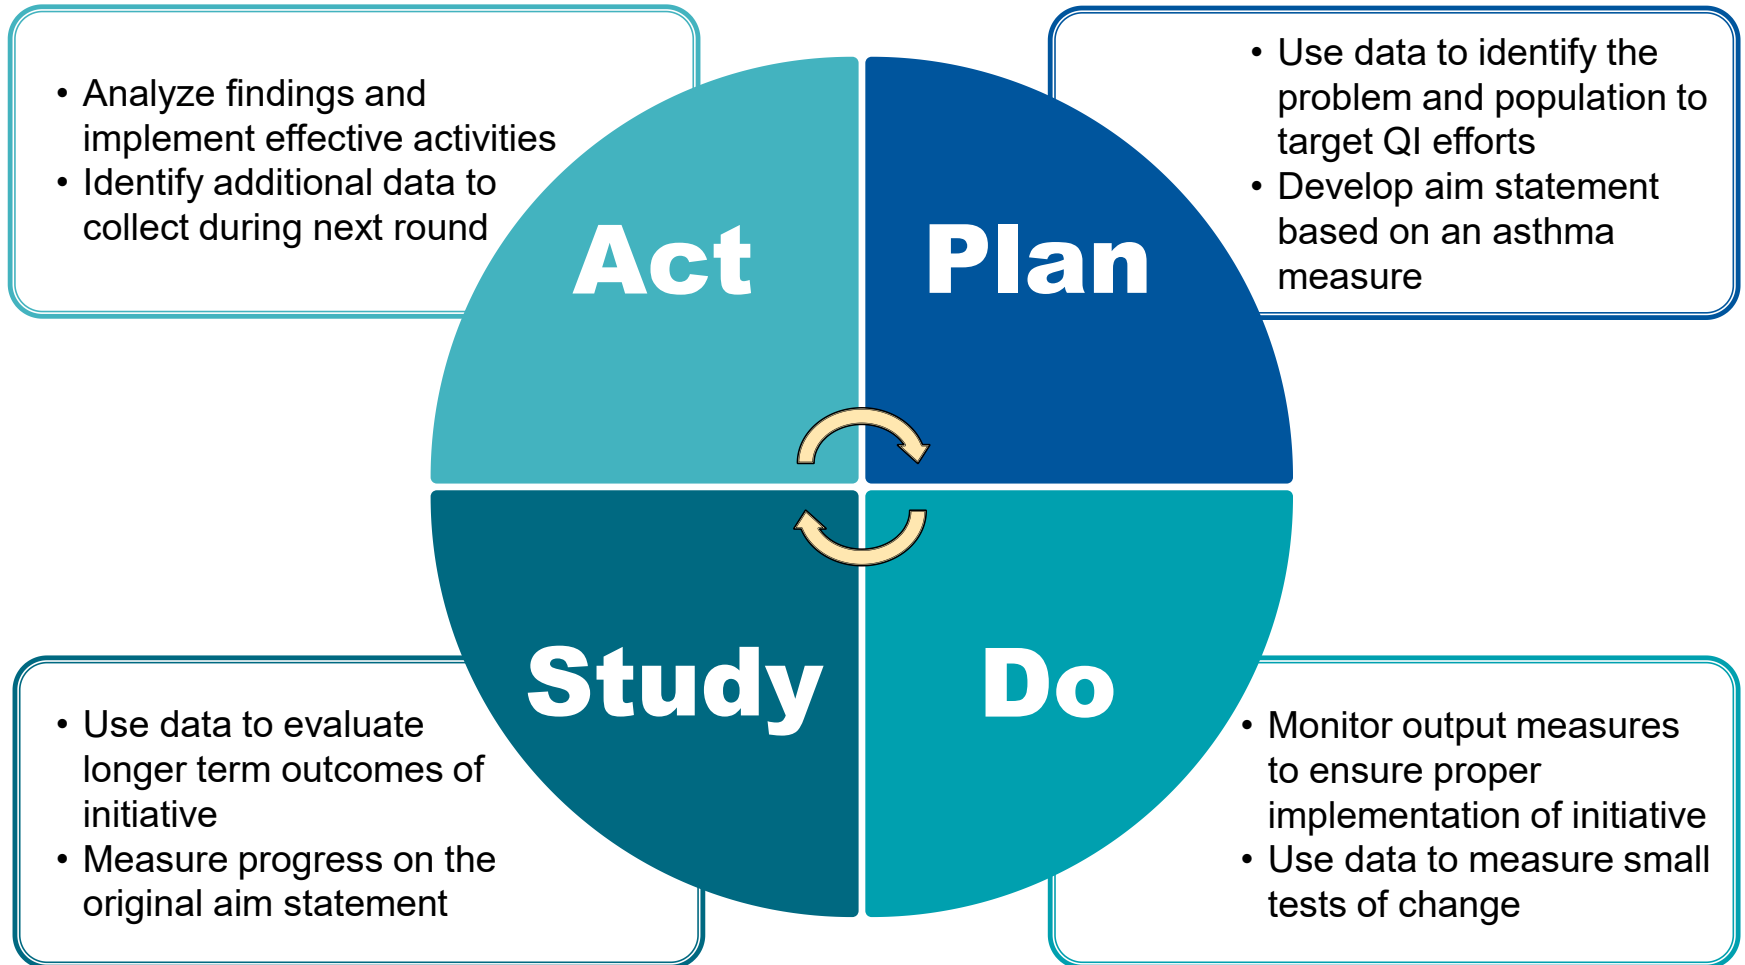 • Analyze findings and
implement effective activities
• Identify additional data to
collect during next round
Act
Plan
• Use data to identify the
problem and population to
target QI efforts
• Develop aim statement
based on an asthma
measure
• Use data to evaluate
longer term outcomes of
initiative
• Measure progress on the
original aim statement
Study
Do
• Monitor output measures
to ensure proper
implementation of initiative
• Use data to measure small
tests of change